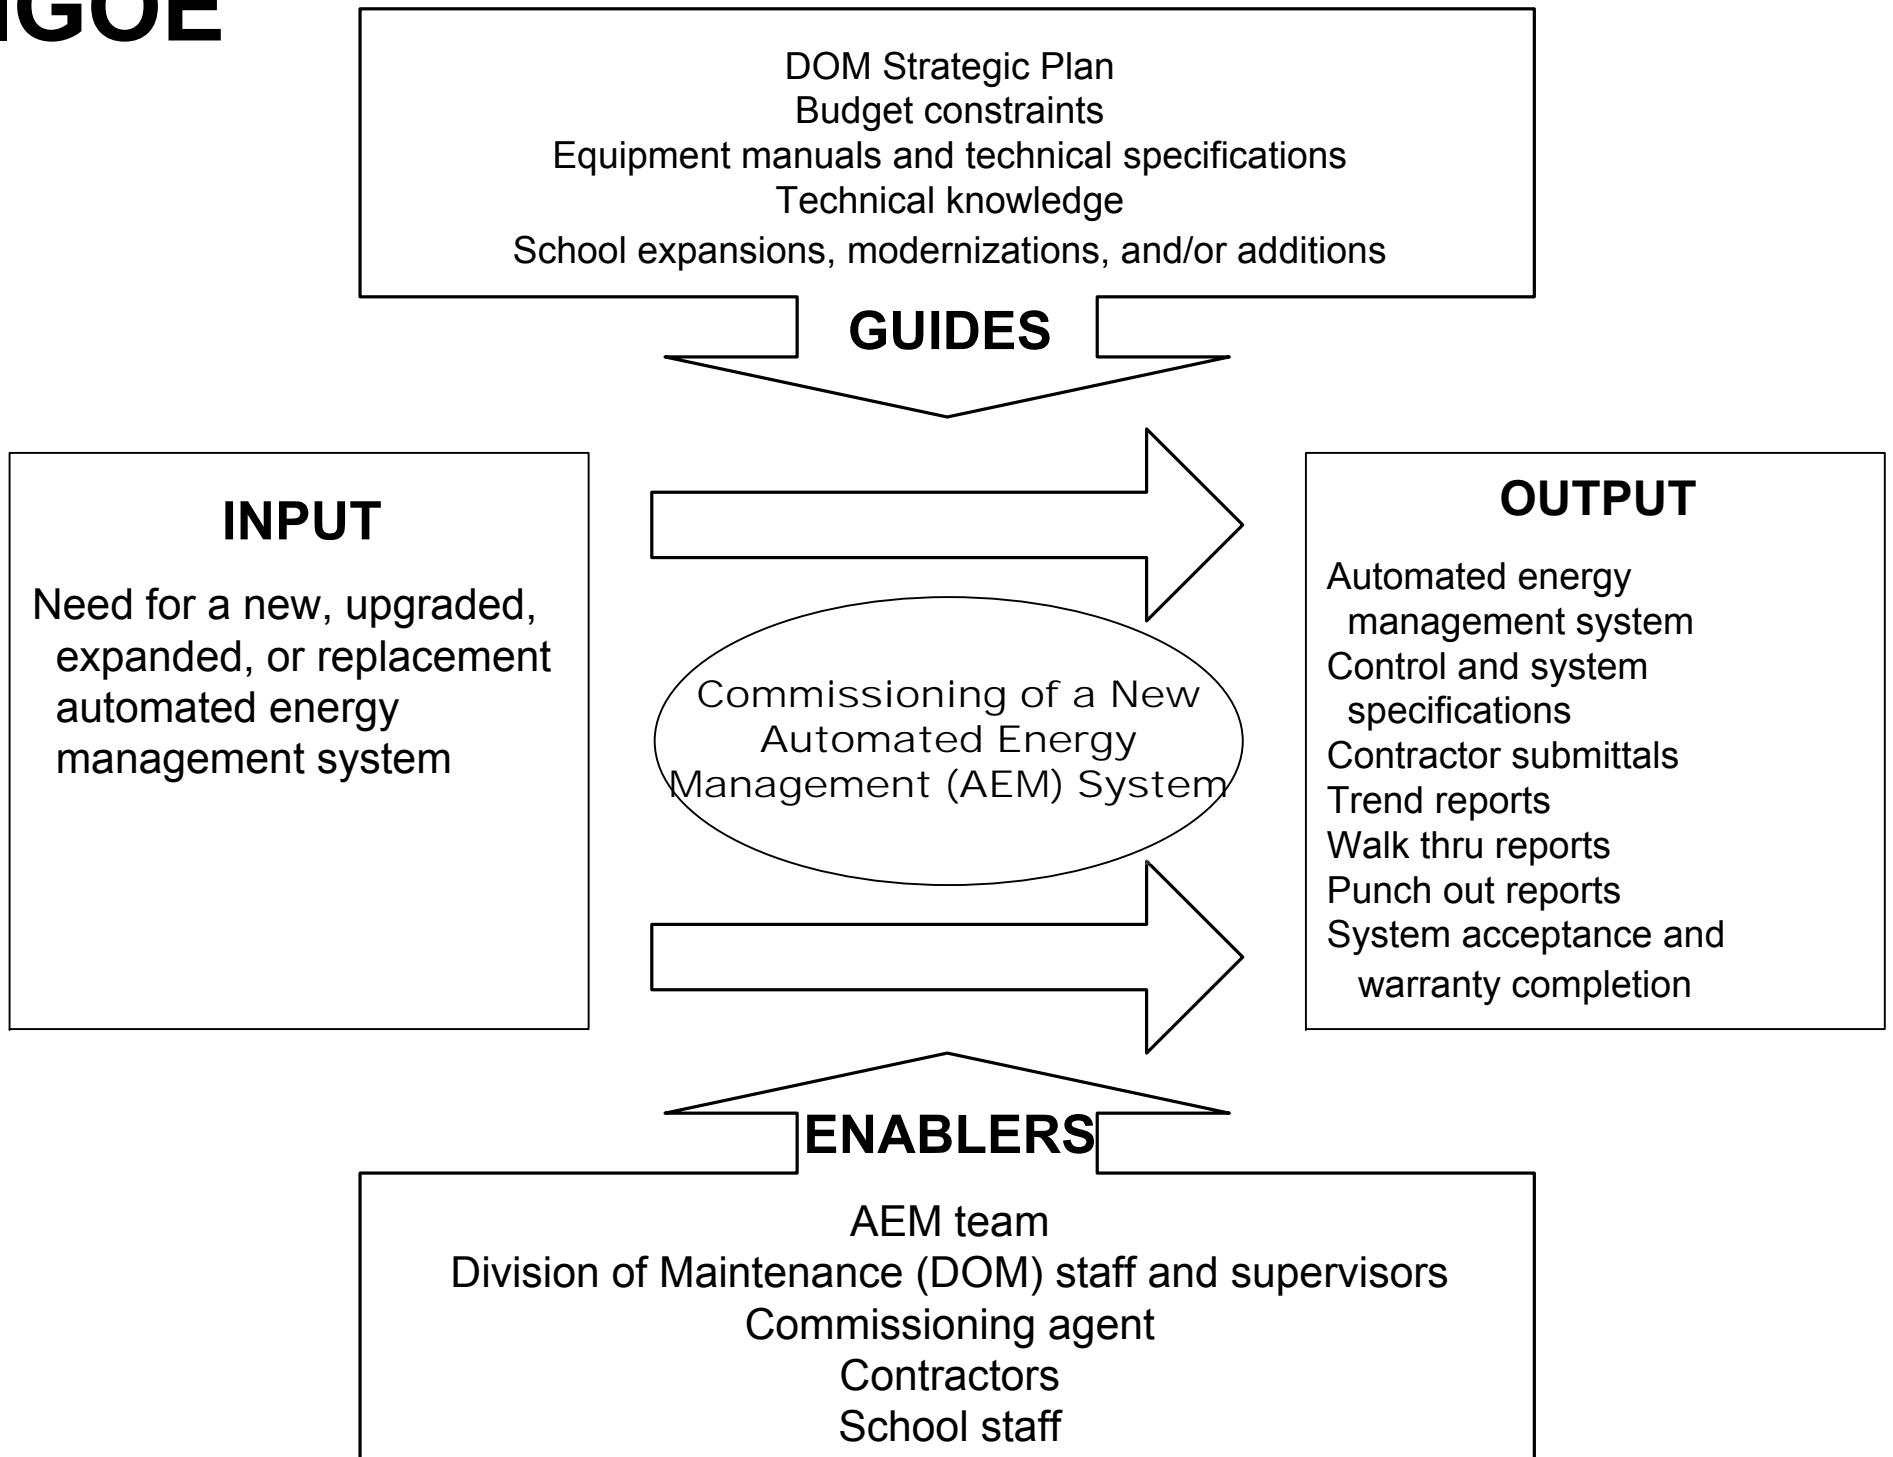 IGOE
DOM Strategic Plan
Budget constraints
Equipment manuals and technical specifications
Technical knowledge
School expansions, modernizations, and/or additions
GUIDES
INPUT
Need for a new, upgraded,
expanded, or replacement
automated energy
management system
Commissioning of a New
Automated Energy
Management (AEM) System
OUTPUT
Automated energy
management system
Control and system
specifications
Contractor submittals
Trend reports
Walk thru reports
Punch out reports
System acceptance and
warranty completion
ENABLERS
AEM team
Division of Maintenance (DOM) staff and supervisors
Commissioning agent
Contractors
School staff